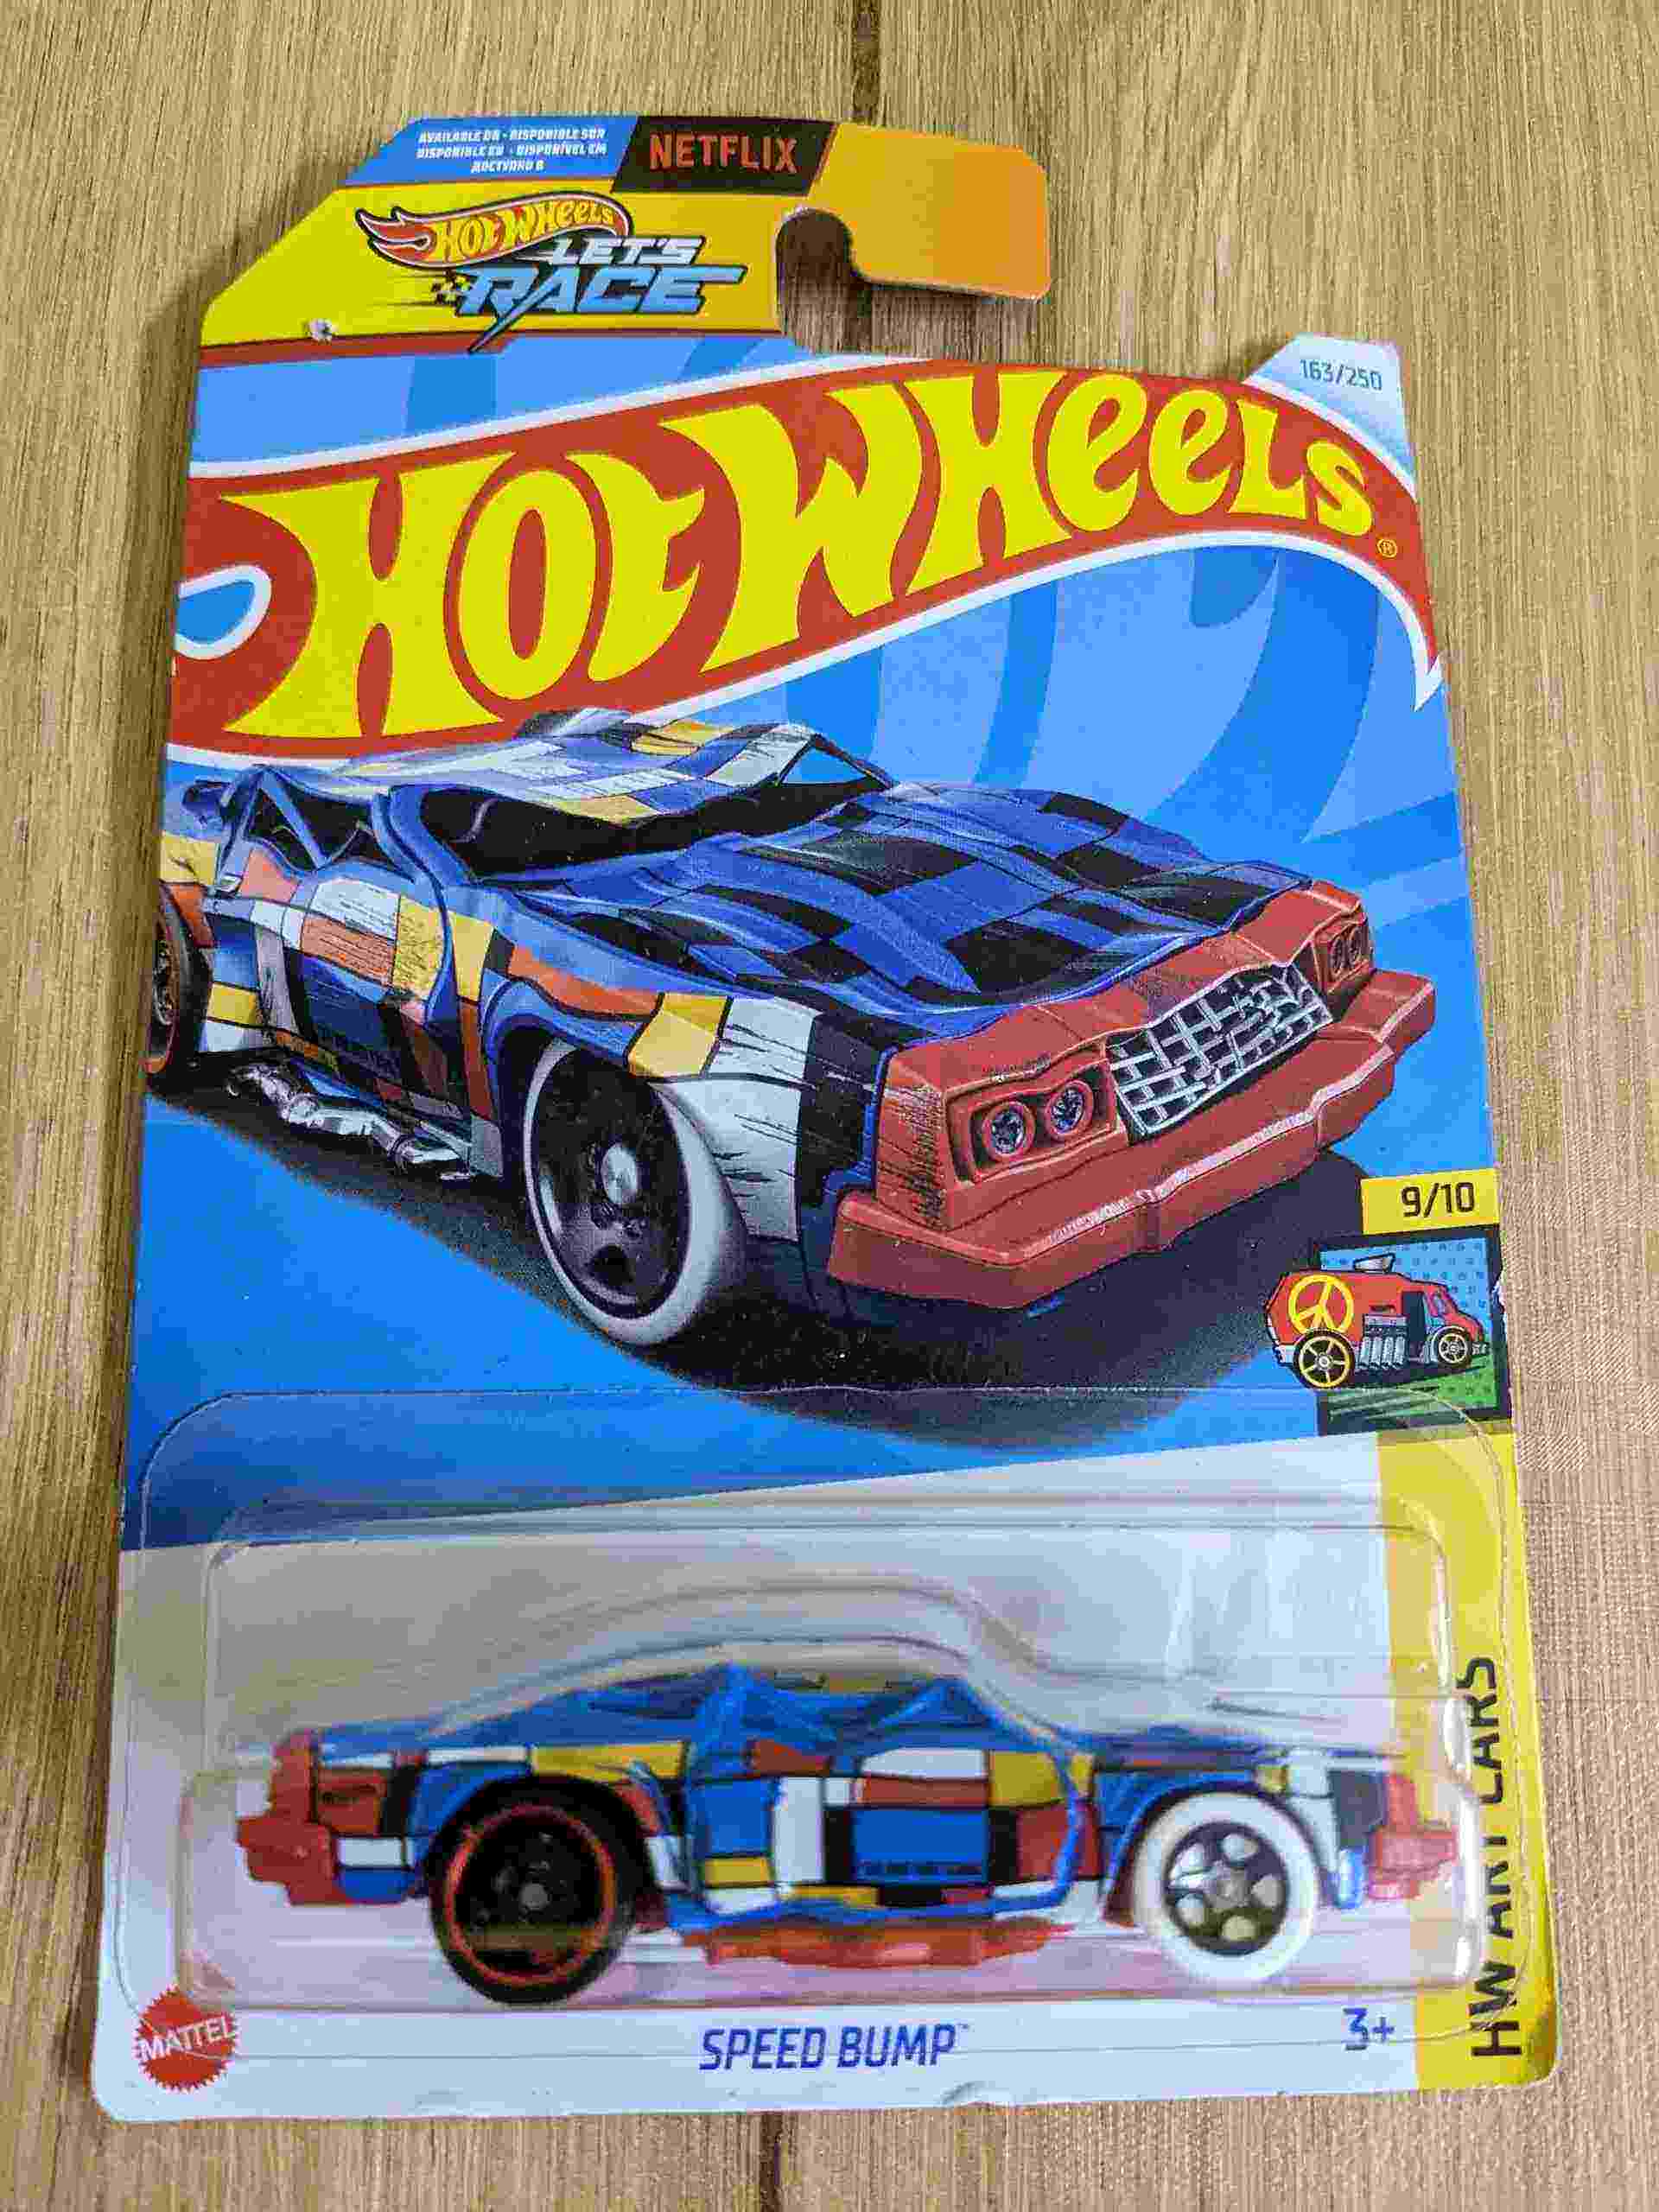 AVAILABLE ON • DISPONIBLE SUR
DISPONIBLE EN • DISPONÍVEL EM
ДОСТУПНО В
NETFLIX
HOT WHEELS
LET'S
RACE
163/250
HOT WHEELS®
9/10
HW ART CARS
MATTEL
SPEED BUMP™
3+